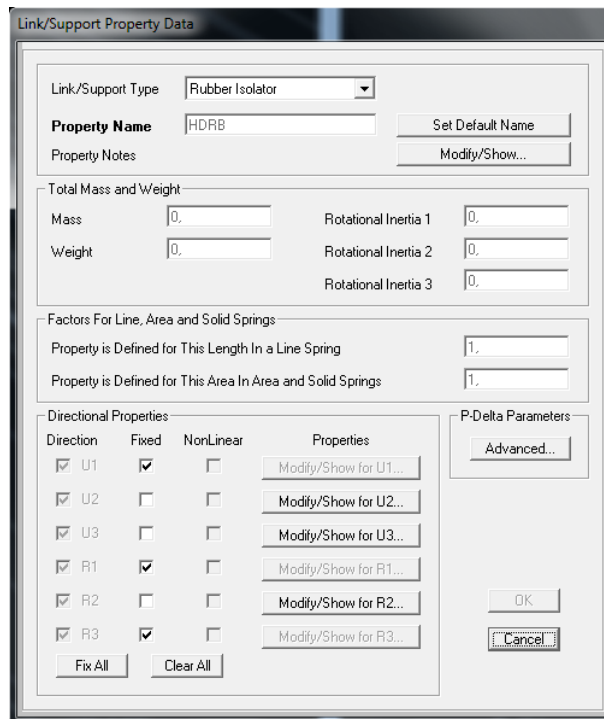 Link/Support Property Data
Link/Support Type Rubber Isolator
Property Name HDRB Set Default Name
Property Notes Modify/Show...
Total Mass and Weight
Mass 0, Rotational Inertia 1 0,
Weight 0, Rotational Inertia 2 0,
Rotational Inertia 3 0,
Factors For Line, Area and Solid Springs
Property is Defined for This Length In a Line Spring 1,
Property is Defined for This Area In Area and Solid Springs 1,
Directional Properties P-Delta Parameters
Direction Fixed NonLinear Properties Advanced...
U1 Modify/Show for U1...
U2 Modify/Show for U2...
U3 Modify/Show for U3...
R1 Modify/Show for R1...
R2 Modify/Show for R2... OK
R3 Modify/Show for R3... Cancel
Fix All Clear All